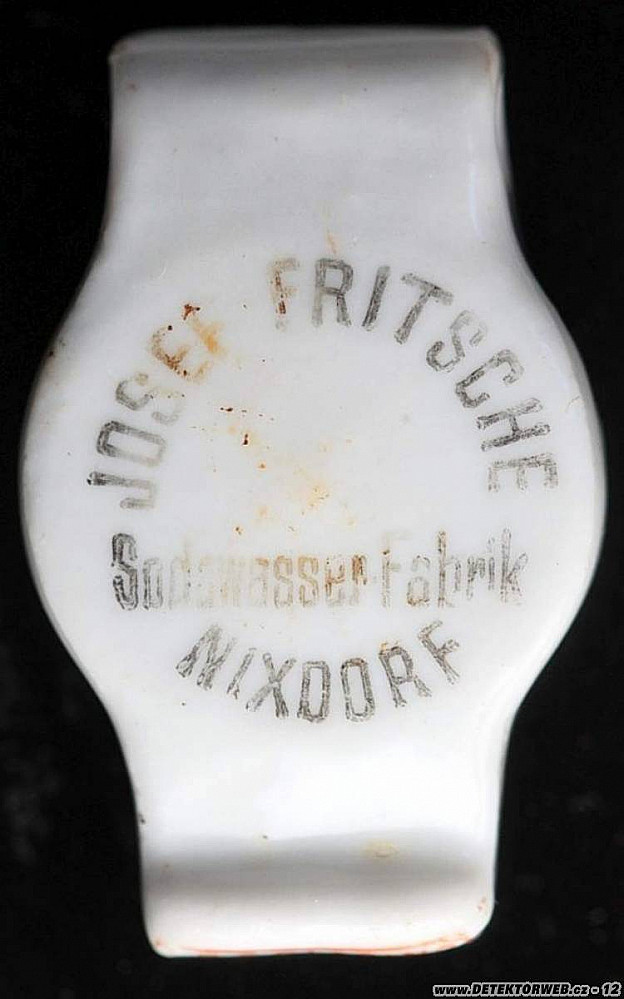 JOSEF FRITSCHE
Sodawasser-Fabrik
NIXDORF
www.DETEKTORWEB.cz - 12